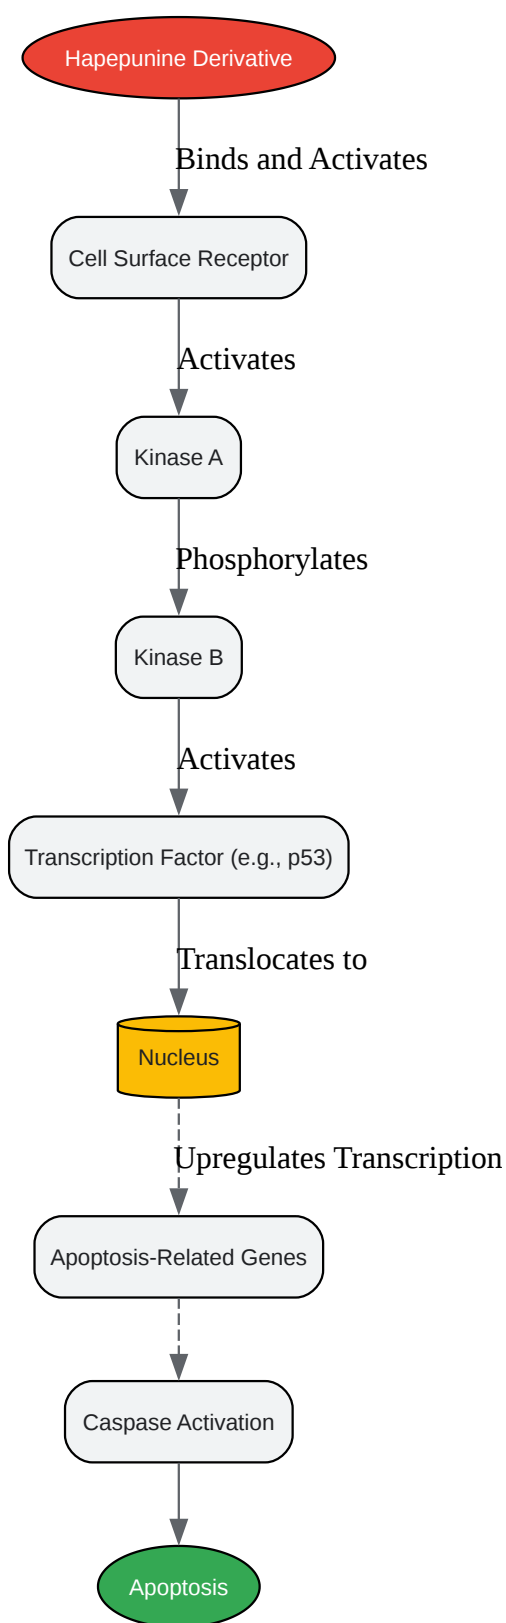 Hapepunine Derivative
Binds and Activates
Cell Surface Receptor
Activates
Kinase A
Phosphorylates
Kinase B
Activates
Transcription Factor (e.g., p53)
Translocates to
Nucleus
Upregulates Transcription
Apoptosis-Related Genes
Caspase Activation
Apoptosis